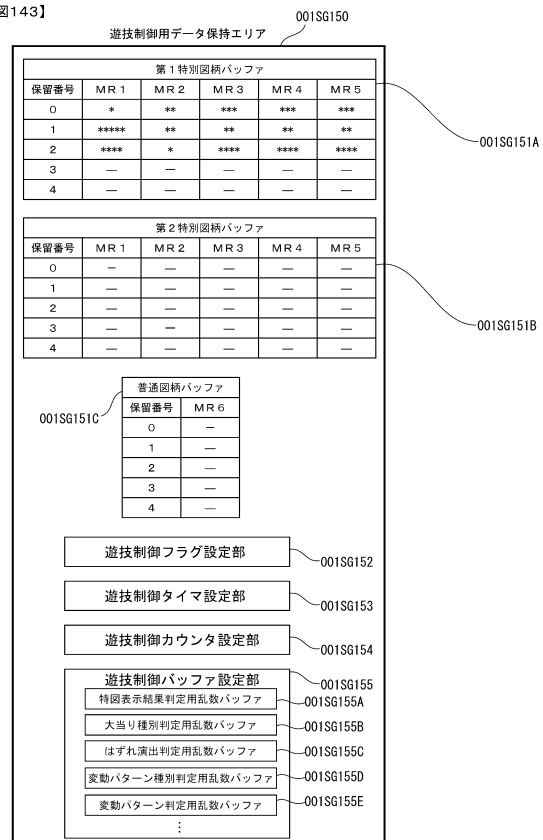 図143】
001SG150
遊技制御用データ保持エリア
第1特別図柄バッファ
保留番号 MR1 MR2 MR3 MR4 MR5
0 * ** *** *** ***
1 ***** ** ** ** **
2 **** * **** **** ****
3 — — — — —
4 — — — — —
001SG151A
第2特別図柄バッファ
保留番号 MR1 MR2 MR3 MR4 MR5
0 — — — — —
1 — — — — —
2 — — — — —
3 — — — — —
4 — — — — —
001SG151B
普通図柄バッファ
保留番号 MR6
0 —
1 —
2 —
3 —
4 —
001SG151C
遊技制御フラグ設定部
001SG152
遊技制御タイマ設定部
001SG153
遊技制御カウンタ設定部
001SG154
遊技制御バッファ設定部
001SG155
特図表示結果判定用乱数バッファ
001SG155A
大当り種別判定用乱数バッファ
001SG155B
はずれ演出判定用乱数バッファ
001SG155C
変動パターン種別判定用乱数バッファ
001SG155D
変動パターン判定用乱数バッファ
001SG155E
⋮